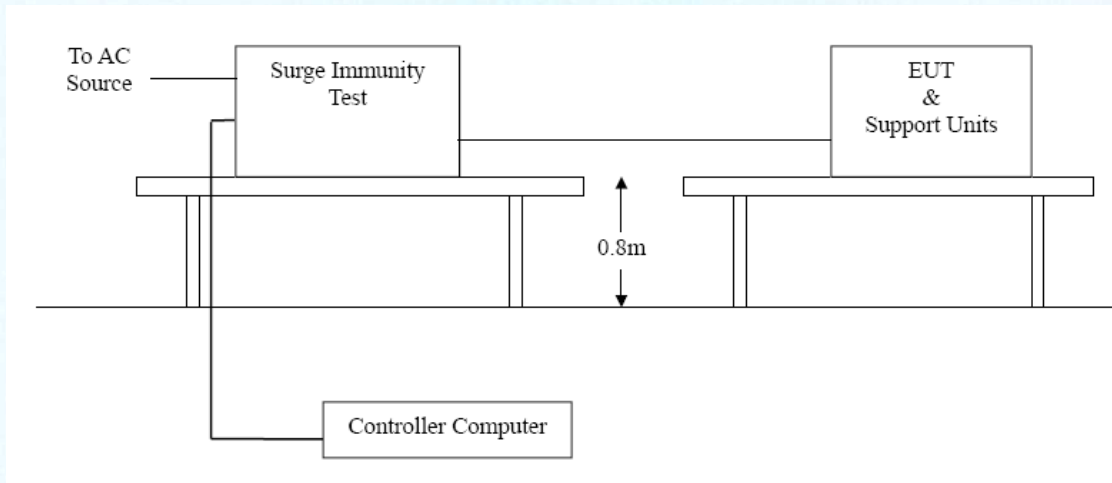 To AC
Source
Surge Immunity
Test
EUT
&
Support Units
0.8m
Controller Computer